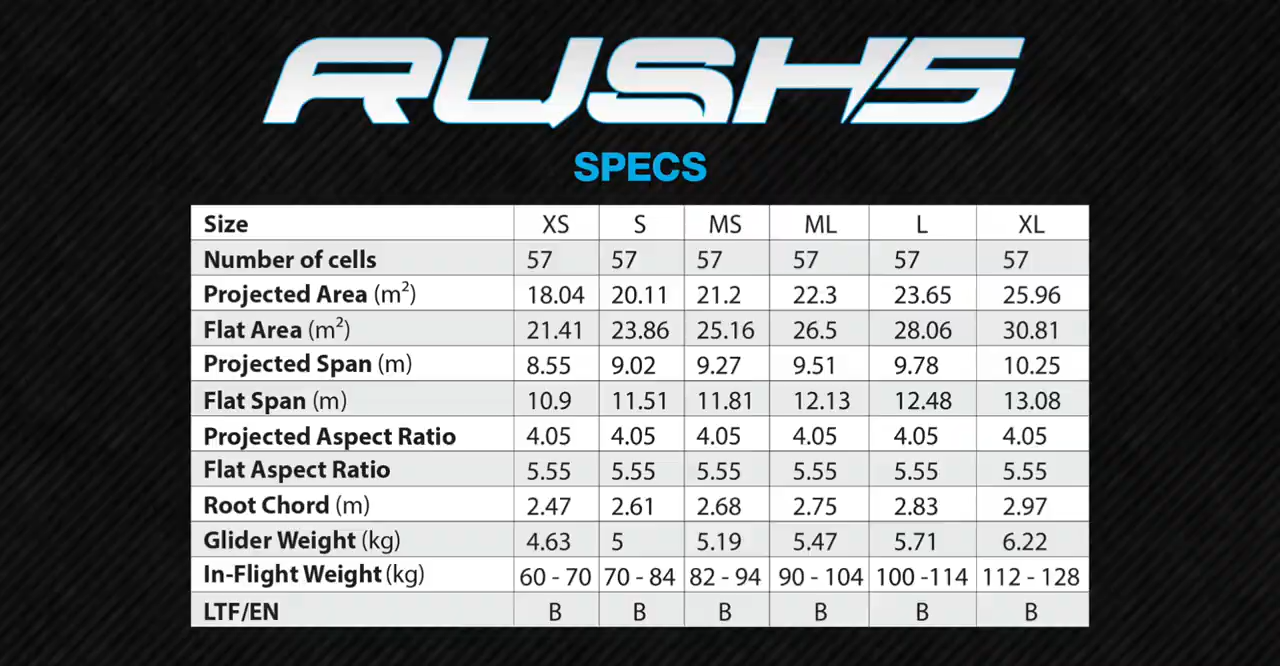 RUSH5
SPECS
Size XS S MS ML L XL
Number of cells 57 57 57 57 57 57
Projected Area (m²) 18.04 20.11 21.2 22.3 23.65 25.96
Flat Area (m²) 21.41 23.86 25.16 26.5 28.06 30.81
Projected Span (m) 8.55 9.02 9.27 9.51 9.78 10.25
Flat Span (m) 10.9 11.51 11.81 12.13 12.48 13.08
Projected Aspect Ratio 4.05 4.05 4.05 4.05 4.05 4.05
Flat Aspect Ratio 5.55 5.55 5.55 5.55 5.55 5.55
Root Chord (m) 2.47 2.61 2.68 2.75 2.83 2.97
Glider Weight (kg) 4.63 5 5.19 5.47 5.71 6.22
In-Flight Weight (kg) 60 - 70 70 - 84 82 - 94 90 - 104 100 -114 112 - 128
LTF/EN B B B B B B